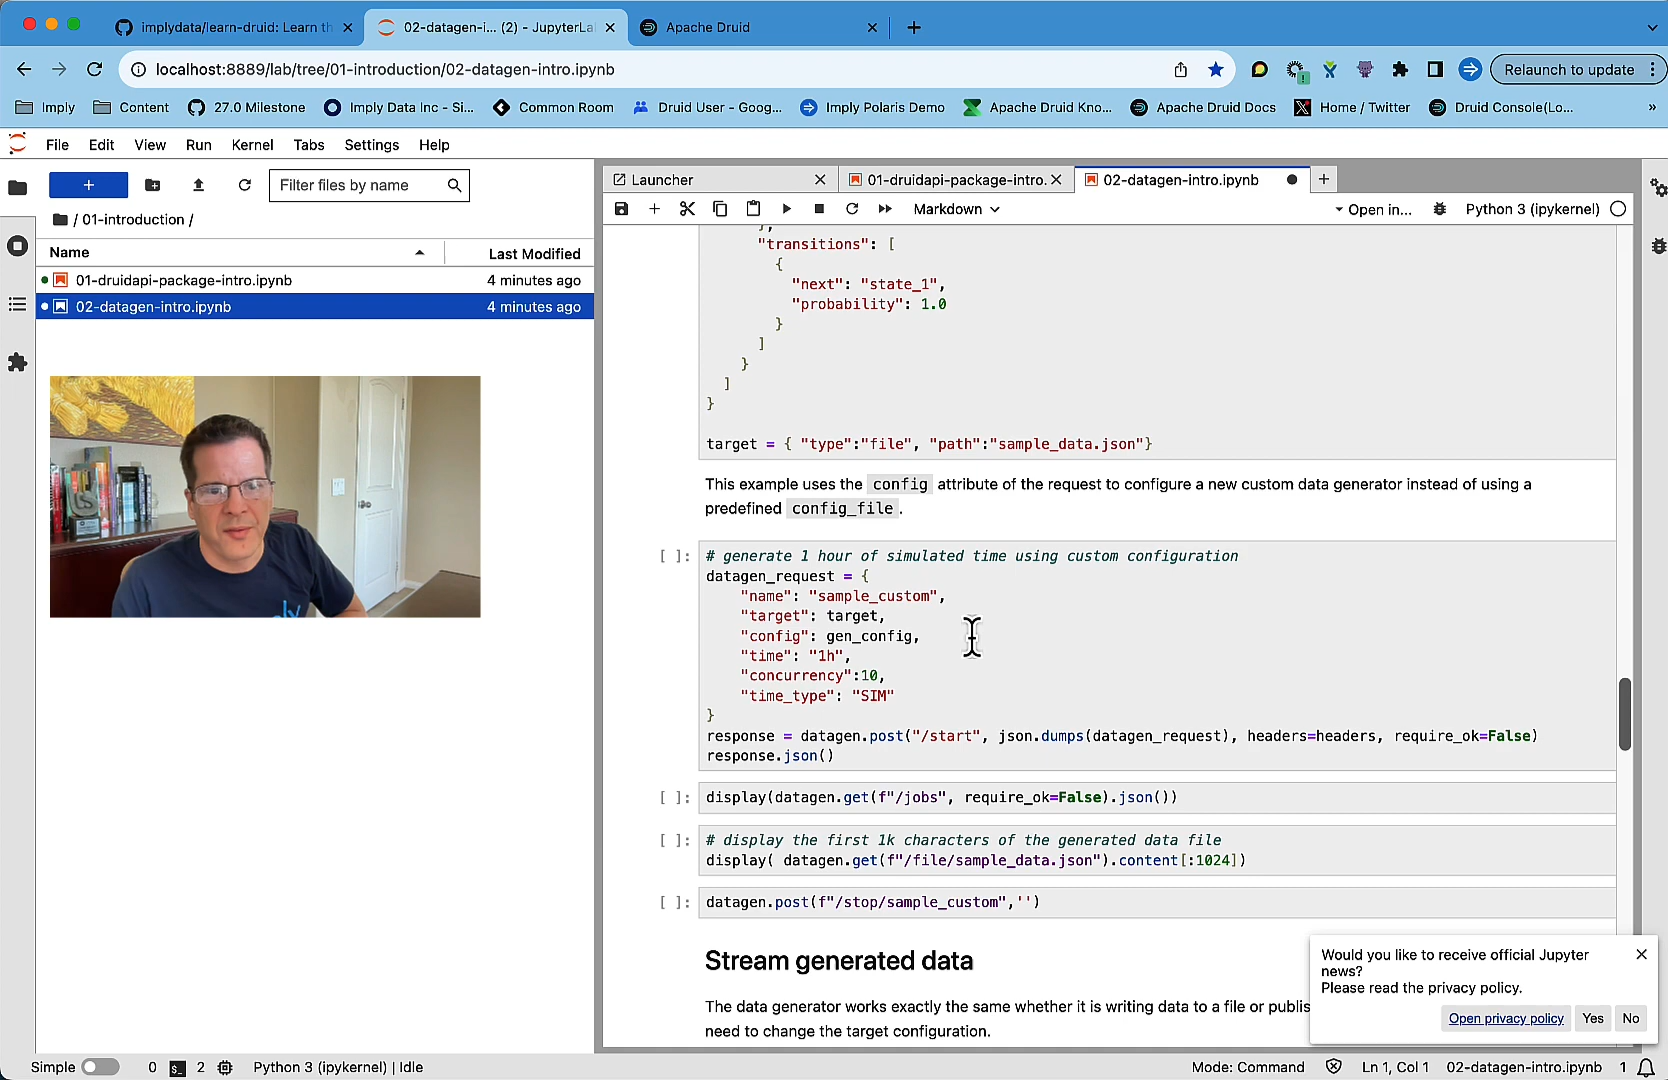 implydata/learn-druid: Learn th
02-datagen-i... (2) - JupyterLa
Apache Druid
localhost:8889/lab/tree/01-introduction/02-datagen-intro.ipynb
Relaunch to update
Imply
Content
27.0 Milestone
Imply Data Inc - Si...
Common Room
Druid User - Goog...
Imply Polaris Demo
Apache Druid Kno...
Apache Druid Docs
Home / Twitter
Druid Console(Lo...
»
File Edit View Run Kernel Tabs Settings Help
Filter files by name
/ 01-introduction /
Name
Last Modified
01-druidapi-package-intro.ipynb 4 minutes ago
02-datagen-intro.ipynb 4 minutes ago
Launcher
01-druidapi-package-intro.
02-datagen-intro.ipynb
Markdown
Open in...
Python 3 (ipykernel)
},
"transitions": [
{
"next": "state_1",
"probability": 1.0
}
]
}
]
}
target = { "type":"file", "path":"sample_data.json"}
This example uses the config attribute of the request to configure a new custom data generator instead of using a
predefined config_file .
[ ]: # generate 1 hour of simulated time using custom configuration
datagen_request = {
"name": "sample_custom",
"target": target,
"config": gen_config,
"time": "1h",
"concurrency":10,
"time_type": "SIM"
}
response = datagen.post("/start", json.dumps(datagen_request), headers=headers, require_ok=False)
response.json()
[ ]: display(datagen.get(f"/jobs", require_ok=False).json())
[ ]: # display the first 1k characters of the generated data file
display( datagen.get(f"/file/sample_data.json").content[:1024])
[ ]: datagen.post(f"/stop/sample_custom",'')
Stream generated data
The data generator works exactly the same whether it is writing data to a file or publis
need to change the target configuration.
Would you like to receive official Jupyter
news?
Please read the privacy policy.
Open privacy policy
Yes
No
Simple
0
2
Python 3 (ipykernel) | Idle
Mode: Command
Ln 1, Col 1
02-datagen-intro.ipynb
1